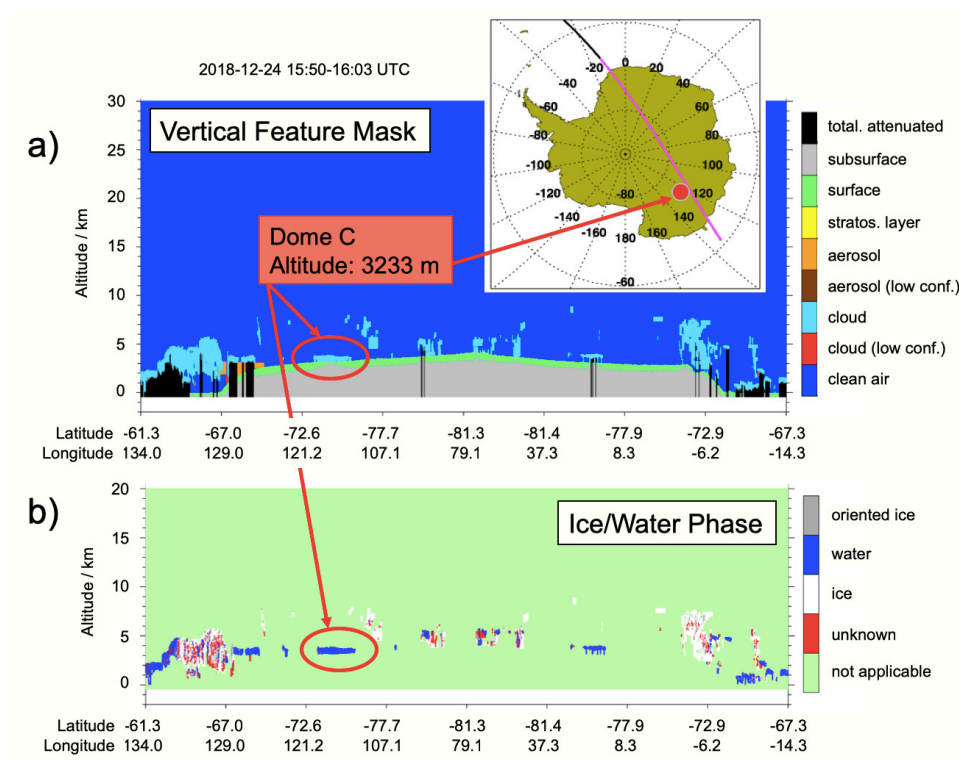 2018-12-24 15:50-16:03 UTC
a)
Vertical Feature Mask
Altitude / km
30
25
20
15
10
5
0
Dome C
Altitude: 3233 m
-20 0 20
-40 40
-60 60
-80 80
-100 100
-120 -80 120
-140 140
-160 180 160
-60
total. attenuated
subsurface
surface
stratos. layer
aerosol
aerosol (low conf.)
cloud
cloud (low conf.)
clean air
Latitude -61.3 -67.0 -72.6 -77.7 -81.3 -81.4 -77.9 -72.9 -67.3
Longitude 134.0 129.0 121.2 107.1 79.1 37.3 8.3 -6.2 -14.3
b)
Ice/Water Phase
Altitude / km
20
15
10
5
0
oriented ice
water
ice
unknown
not applicable
Latitude -61.3 -67.0 -72.6 -77.7 -81.3 -81.4 -77.9 -72.9 -67.3
Longitude 134.0 129.0 121.2 107.1 79.1 37.3 8.3 -6.2 -14.3